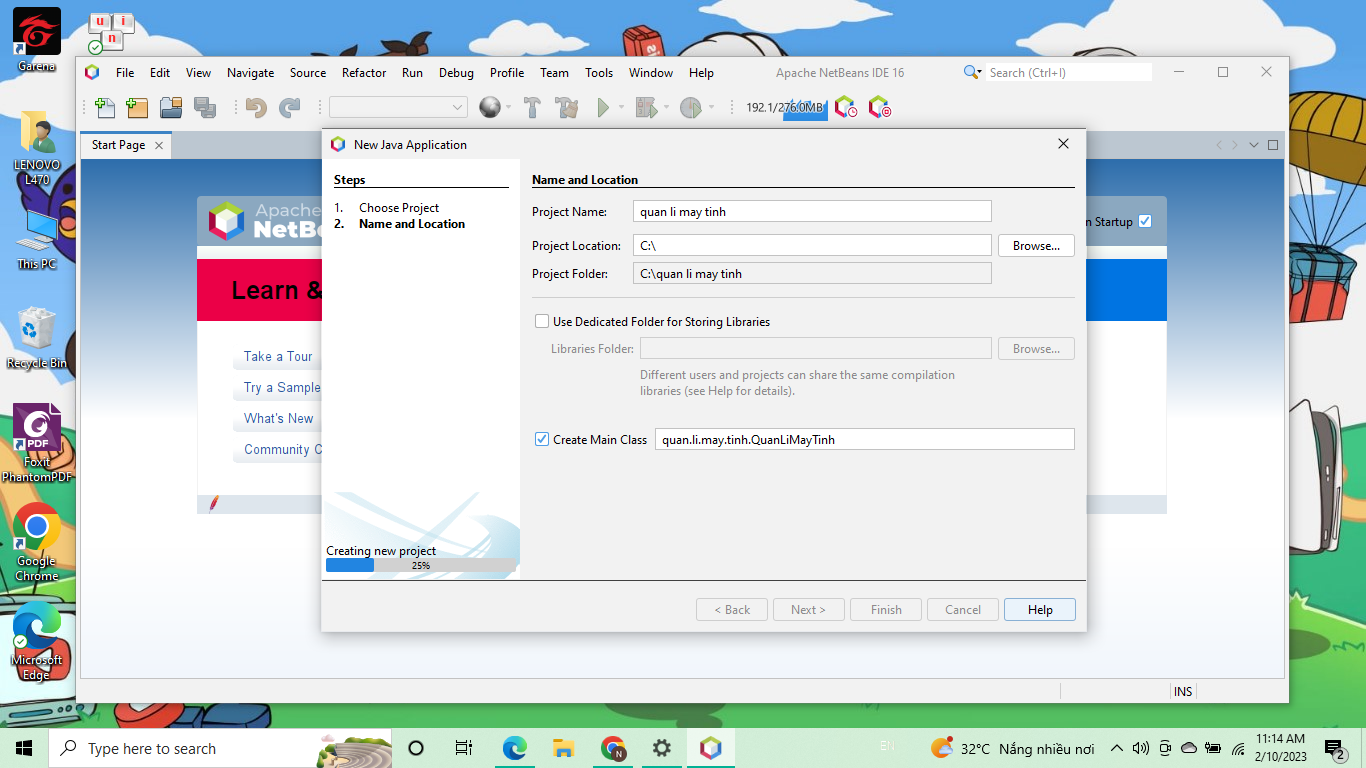 Garena
u i
n
LENOVO
L470
This PC
Recycle Bin
PDF
Foxit
PhantomPDF
Google
Chrome
Microsoft
Edge
File Edit View Navigate Source Refactor Run Debug Profile Team Tools Window Help
Apache NetBeans IDE 16
Search (Ctrl+I)
192.1/276.0MB
Start Page
Apache
NetBe
n Startup
Learn &
Take a Tour
Try a Sample
What's New
Community C
New Java Application
Steps
1. Choose Project
2. Name and Location
Creating new project
25%
Name and Location
Project Name: quan li may tinh
Project Location: C:\ Browse...
Project Folder: C:\quan li may tinh
Use Dedicated Folder for Storing Libraries
Libraries Folder: Browse...
Different users and projects can share the same compilation
libraries (see Help for details).
Create Main Class quan.li.may.tinh.QuanLiMayTinh
< Back Next > Finish Cancel Help
INS
Type here to search
N
EN
32°C Nắng nhiều nơi
11:14 AM
2/10/2023
2